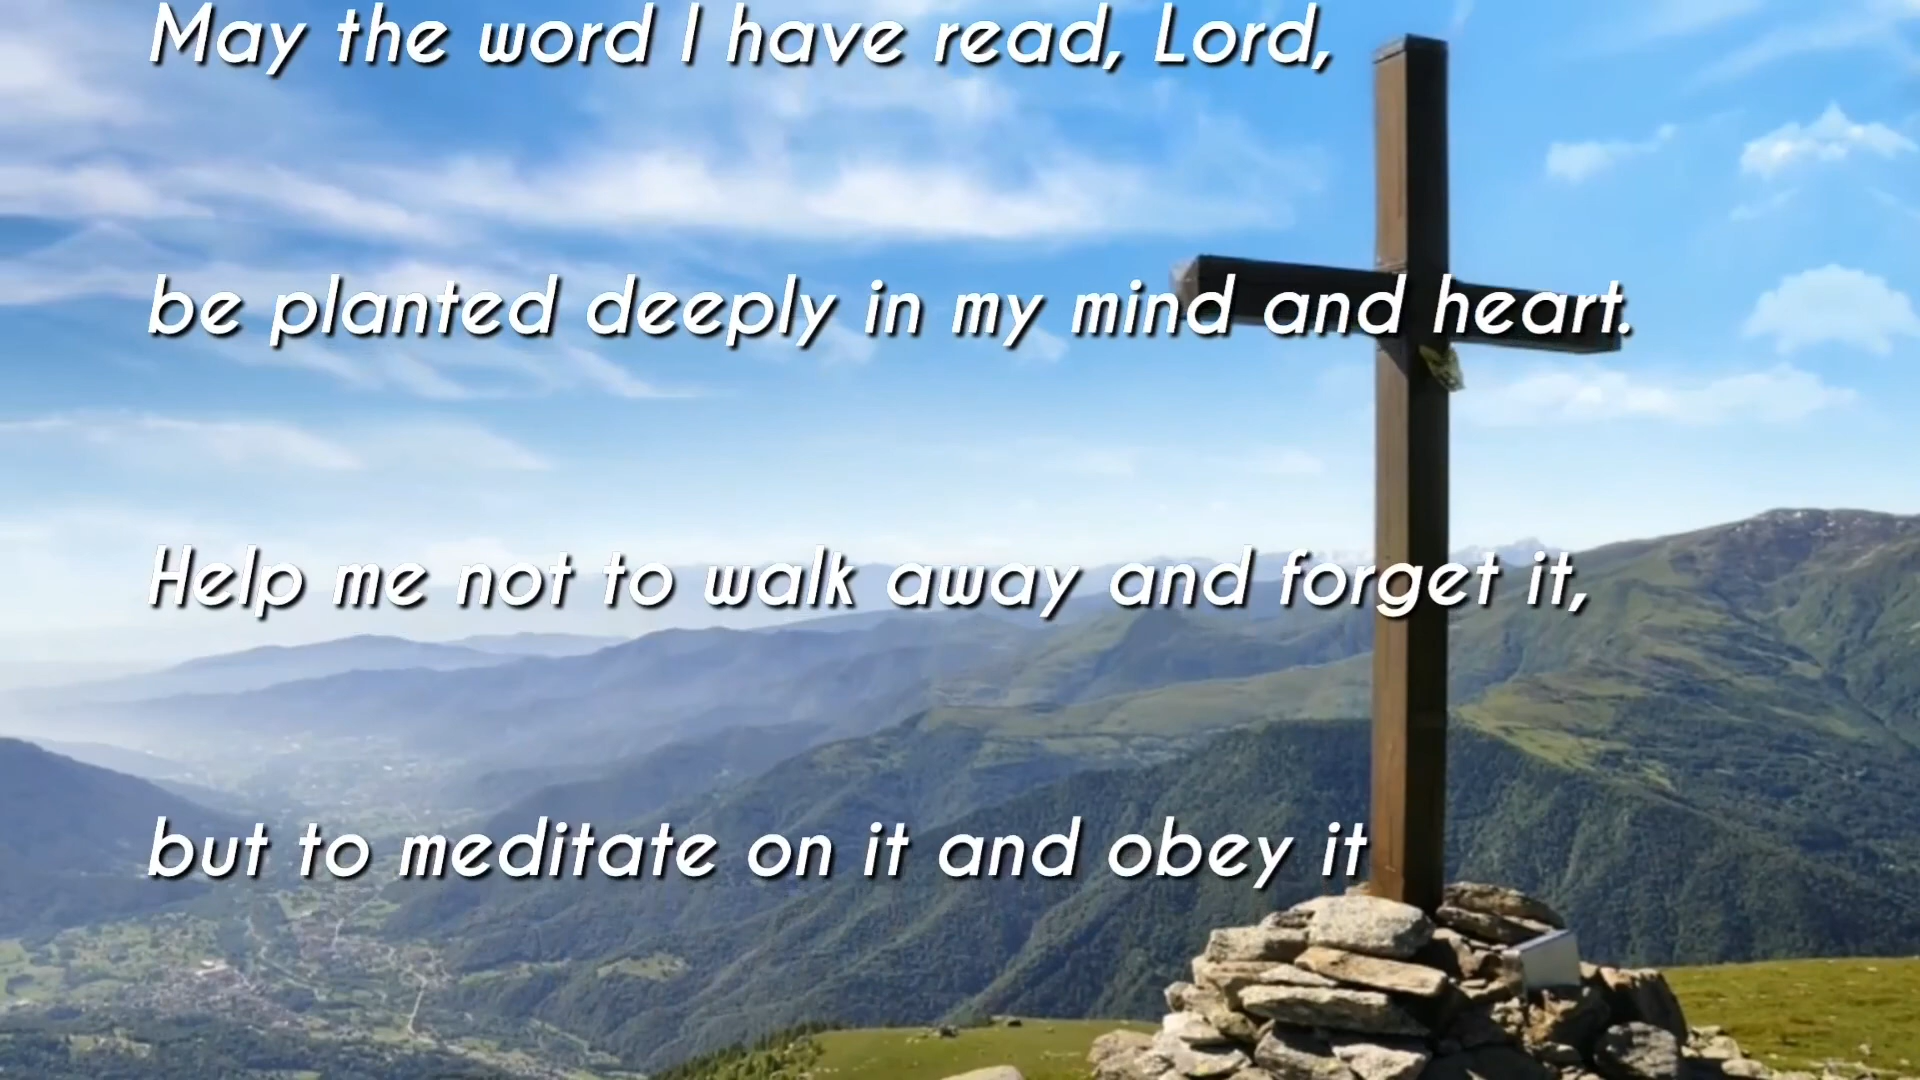 May the word I have read, Lord,
be planted deeply in my mind and heart.
Help me not to walk away and forget it,
but to meditate on it and obey it